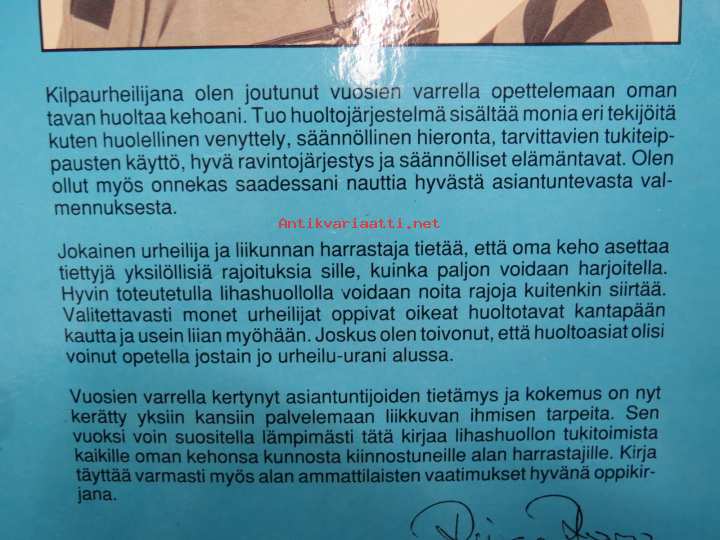 Kilpaurheilijana olen joutunut vuosien varrella opettelemaan oman
tavan huoltaa kehoani. Tuo huoltojärjestelmä sisältää monia eri tekijöitä
kuten huolellinen venyttely, säännöllinen hieronta, tarvittavien tukiteip-
pausten käyttö, hyvä ravintojärjestys ja säännölliset elämäntavat. Olen
ollut myös onnekas saadessani nauttia hyvästä asiantuntevasta val-
mennuksesta.
Antikvariaatti.net
Jokainen urheilija ja liikunnan harrastaja tietää, että oma keho asettaa
tiettyjä yksilöllisiä rajoituksia sille, kuinka paljon voidaan harjoitella.
Hyvin toteutetulla lihashuollolla voidaan noita rajoja kuitenkin siirtää.
Valitettavasti monet urheilijat oppivat oikeat huoltotavat kantapään
kautta ja usein liian myöhään. Joskus olen toivonut, että huoltoasiat olisi
voinut opetella jostain jo urheilu-urani alussa.
Vuosien varrella kertynyt asiantuntijoiden tietämys ja kokemus on nyt
kerätty yksiin kansiin palvelemaan liikkuvan ihmisen tarpeita. Sen
vuoksi voin suositella lämpimästi tätä kirjaa lihashuollon tukitoimista
kaikille oman kehonsa kunnosta kiinnostuneille alan harrastajille. Kirja
täyttää varmasti myös alan ammattilaisten vaatimukset hyvänä oppikir-
jana.